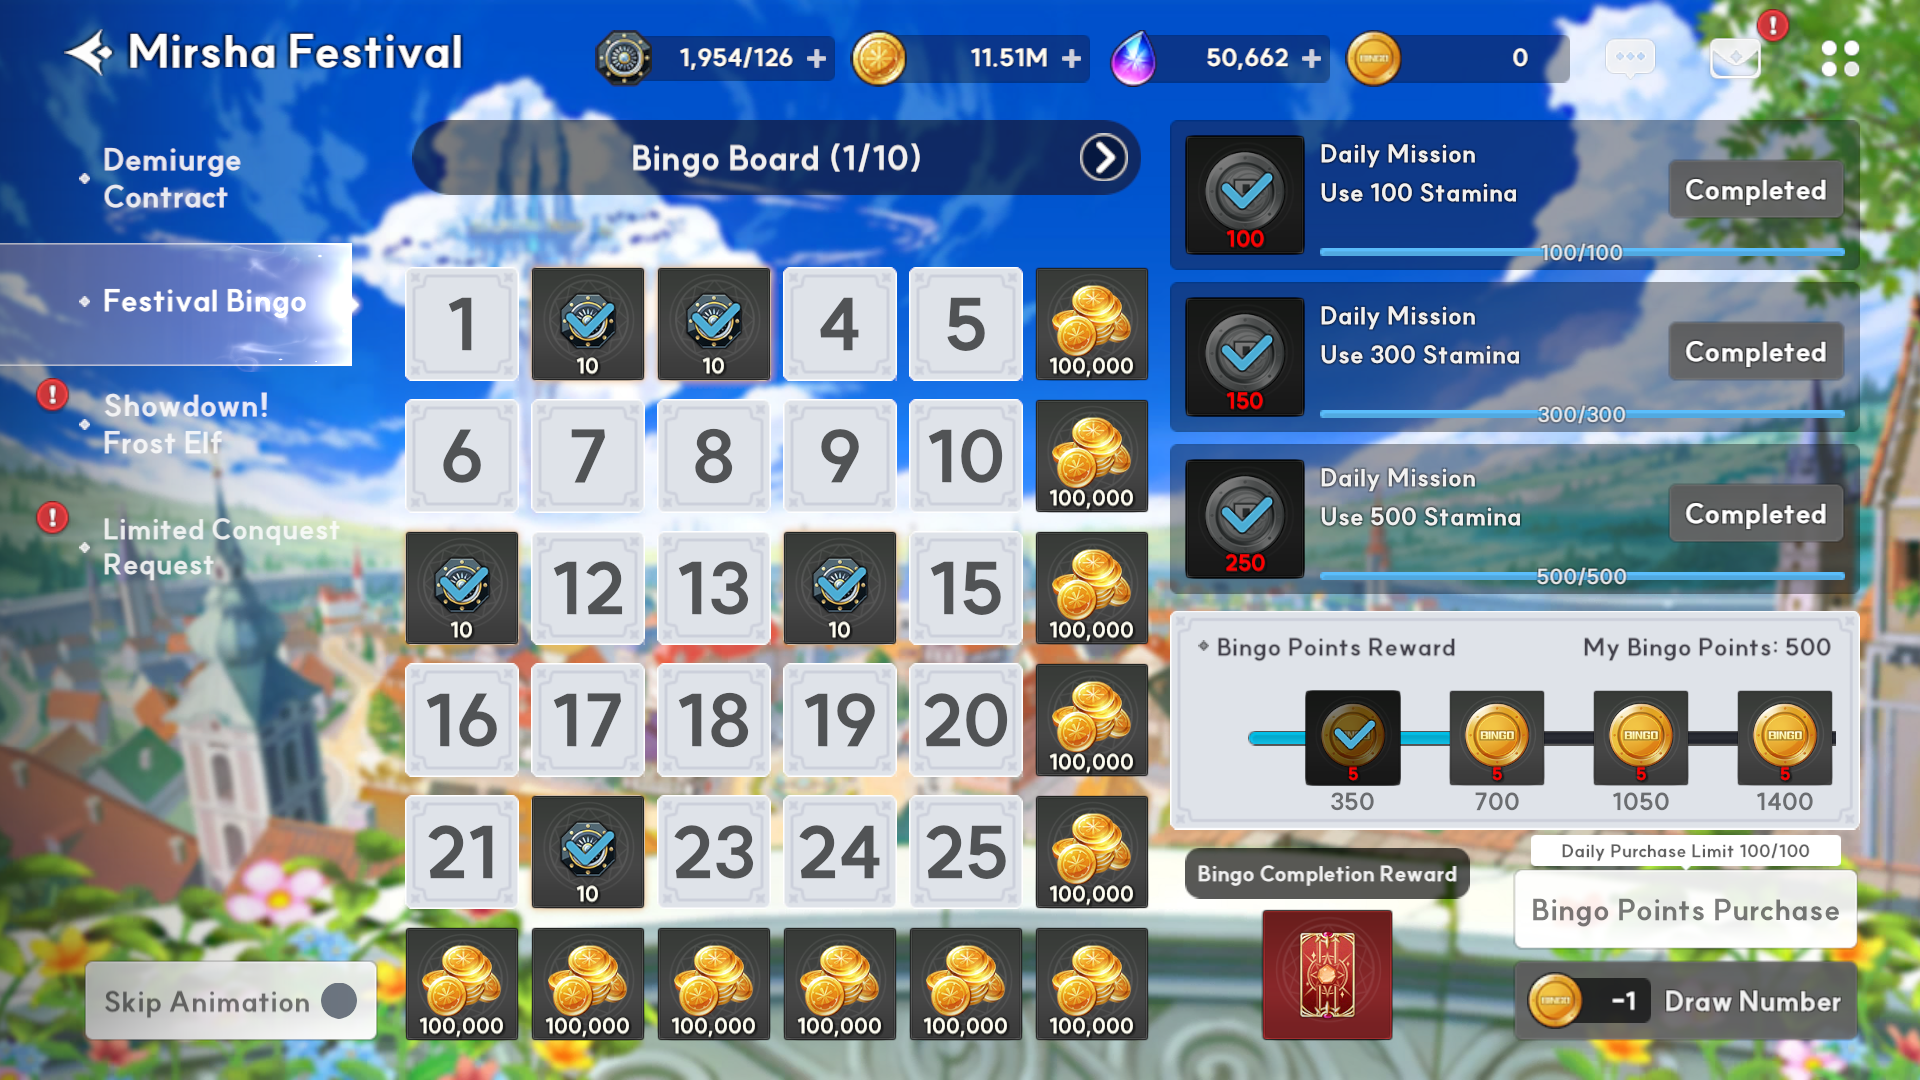 Mirsha Festival
1,954/126
11.51M
50,662
BINGO
0
Demiurge
Contract
Festival Bingo
Showdown!
Frost Elf
Limited Conquest
Request
Skip Animation
Bingo Board (1/10)
1
10
10
4
5
100,000
6
7
8
9
10
100,000
10
12
13
10
15
100,000
16
17
18
19
20
100,000
21
10
23
24
25
100,000
100,000
100,000
100,000
100,000
100,000
100,000
100
Daily Mission
Use 100 Stamina
Completed
100/100
150
Daily Mission
Use 300 Stamina
Completed
300/300
250
Daily Mission
Use 500 Stamina
Completed
500/500
Bingo Points Reward
My Bingo Points: 500
5
BINGO
5
BINGO
5
BINGO
5
350
700
1050
1400
Daily Purchase Limit 100/100
Bingo Completion Reward
Bingo Points Purchase
BINGO
-1
Draw Number